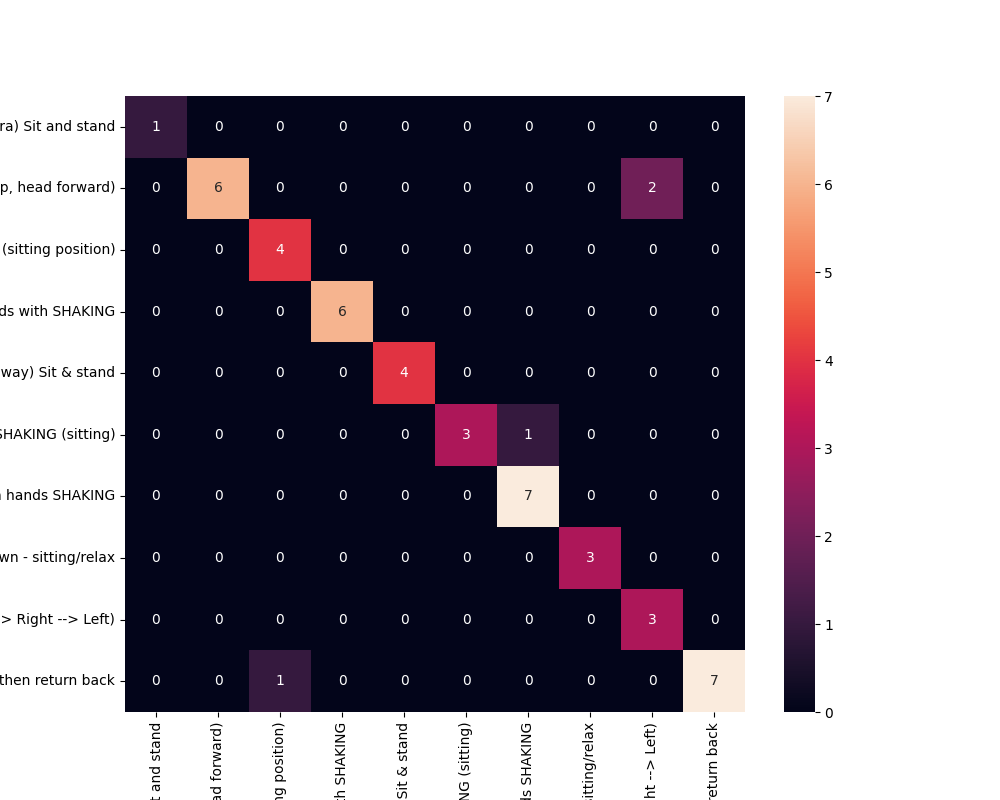 ra) Sit and stand 1 0 0 0 0 0 0 0 0 0
p, head forward) 0 6 0 0 0 0 0 0 2 0
(sitting position) 0 0 4 0 0 0 0 0 0 0
ds with SHAKING 0 0 0 6 0 0 0 0 0 0
way) Sit & stand 0 0 0 0 4 0 0 0 0 0
SHAKING (sitting) 0 0 0 0 0 3 1 0 0 0
hands SHAKING 0 0 0 0 0 0 7 0 0 0
wn - sitting/relax 0 0 0 0 0 0 0 3 0 0
> Right --> Left) 0 0 0 0 0 0 0 0 3 0
then return back 0 0 1 0 0 0 0 0 0 7
t and stand
ad forward)
ng position)
th SHAKING
Sit & stand
NG (sitting)
ds SHAKING
sitting/relax
ht --> Left)
return back
7
6
5
4
3
2
1
0